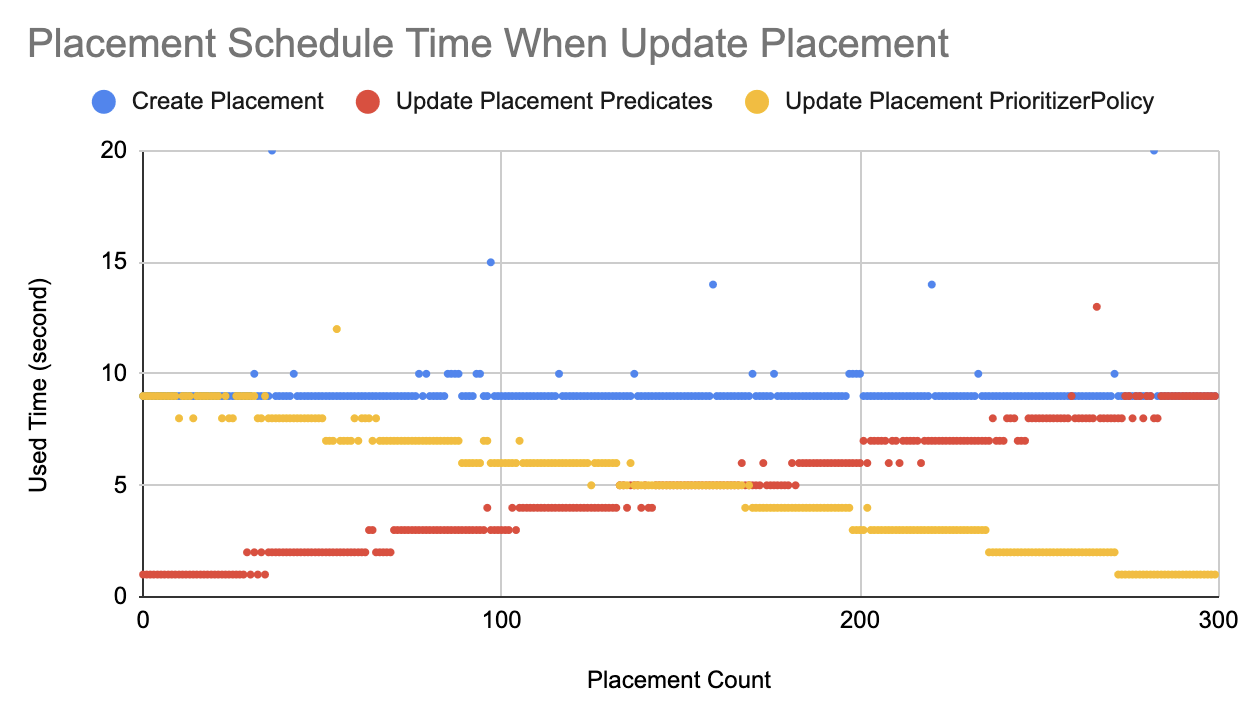 Placement Schedule Time When Update Placement
Create Placement Update Placement Predicates Update Placement PrioritizerPolicy
20
15
10
5
0
Used Time (second)
0 100 200 300
Placement Count